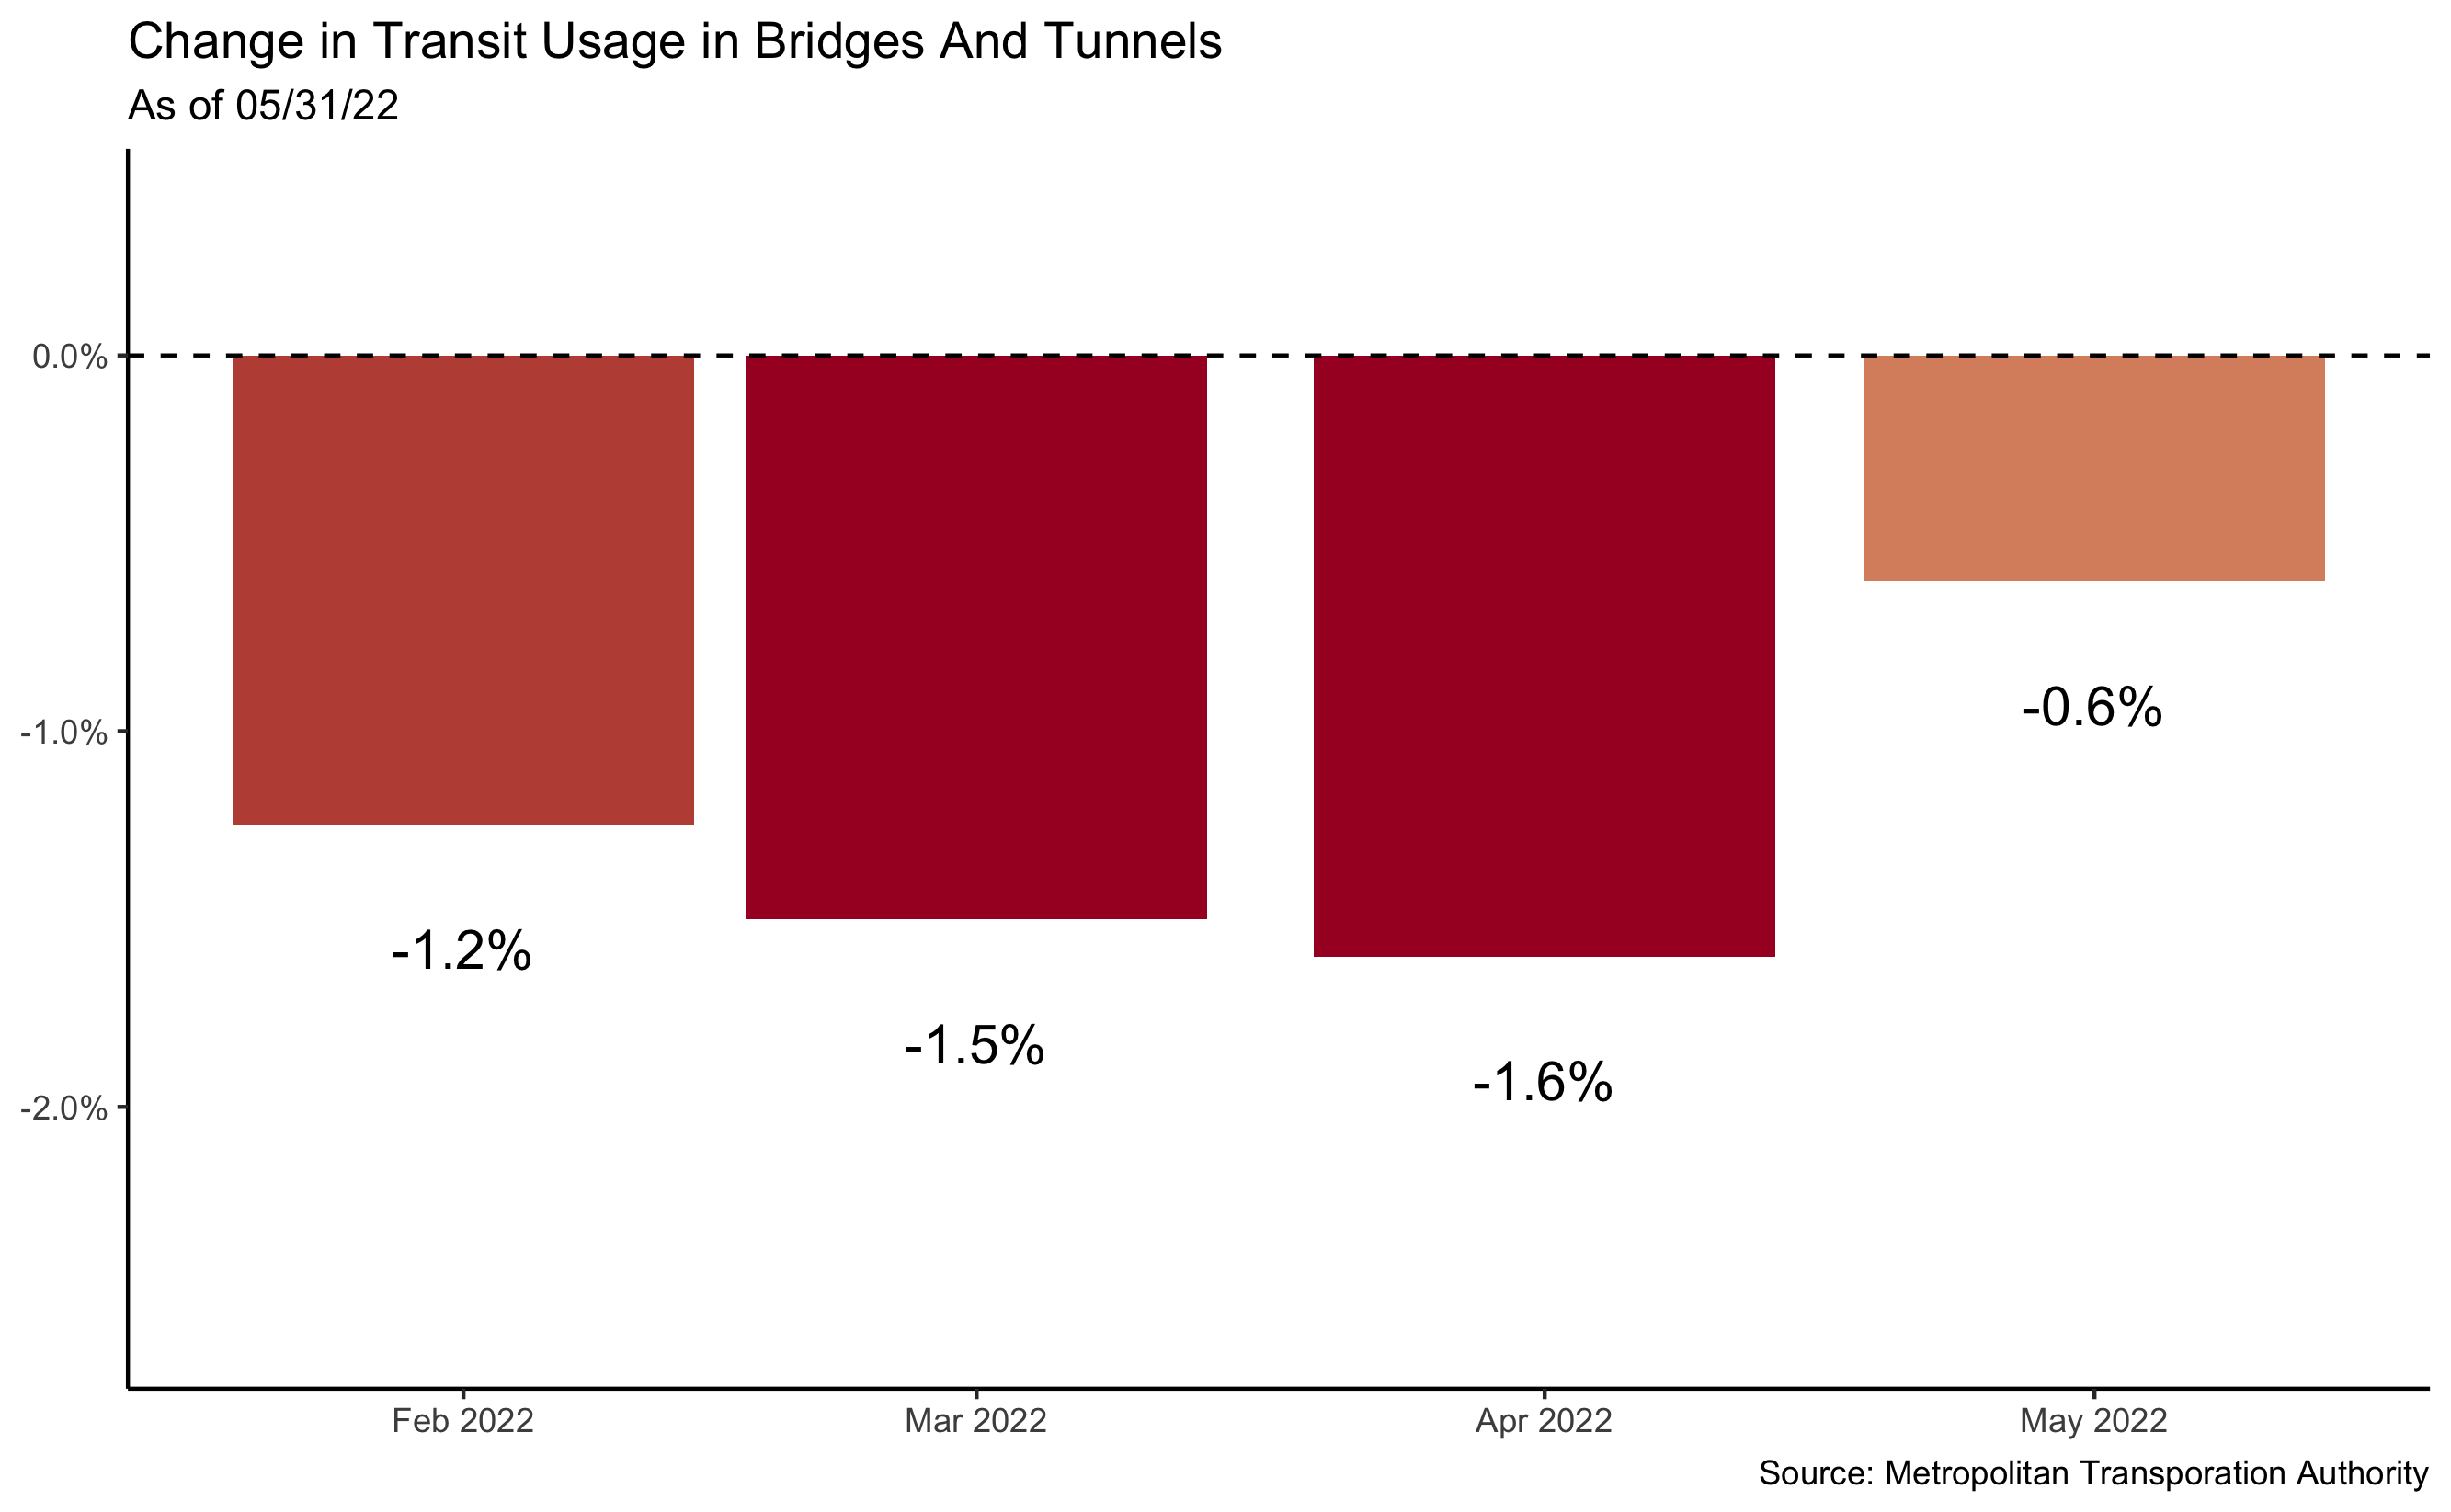 Change in Transit Usage in Bridges And Tunnels
As of 05/31/22
0.0%
-1.0%
-2.0%
-1.2%
-1.5%
-1.6%
-0.6%
Feb 2022
Mar 2022
Apr 2022
May 2022
Source: Metropolitan Transporation Authority